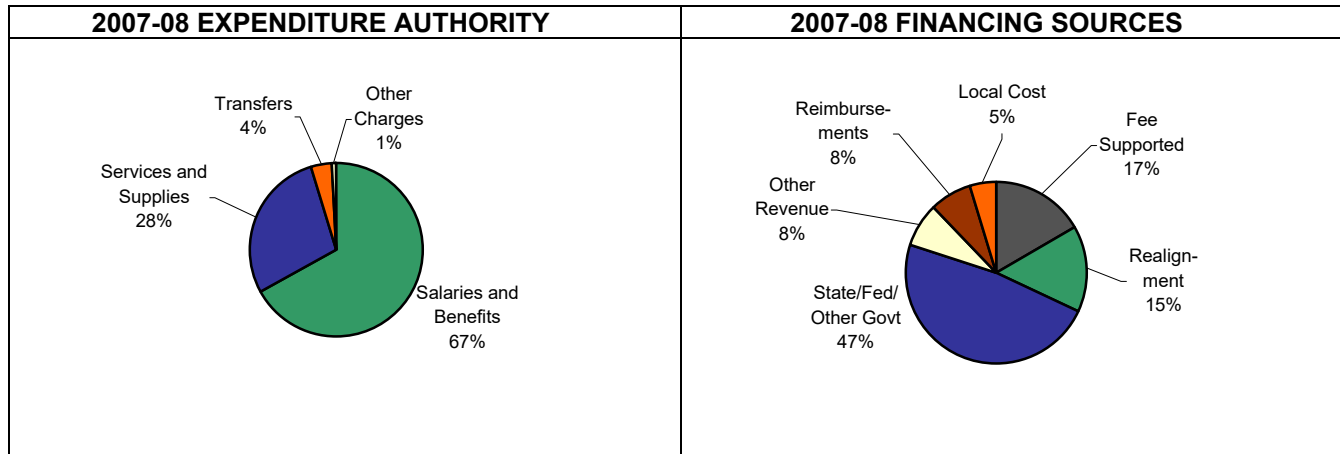 2007-08 EXPENDITURE AUTHORITY
Transfers
4%
Other
Charges
1%
Services and
Supplies
28%
Salaries and
Benefits
67%
2007-08 FINANCING SOURCES
Local Cost
5%
Reimburse-
ments
8%
Fee
Supported
17%
Other
Revenue
8%
Realign-
ment
15%
State/Fed/
Other Govt
47%